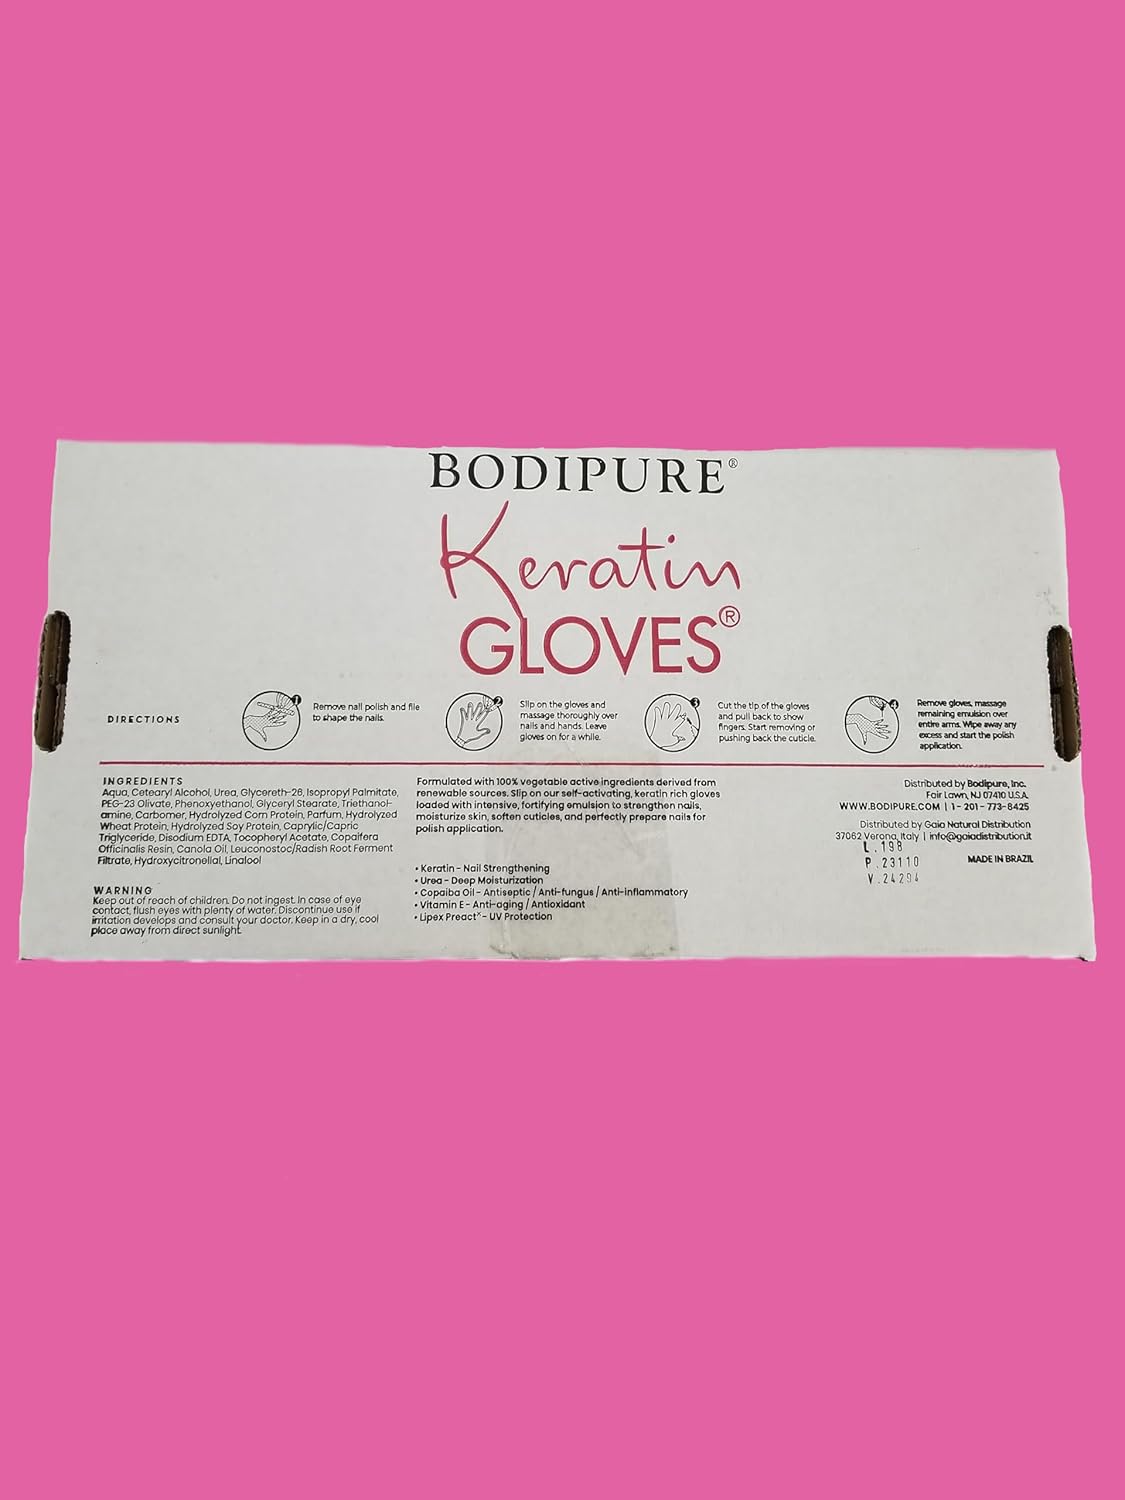 BODIPURE®
Keratin
GLOVES®
DIRECTIONS
1
Remove nail polish and file
to shape the nails.
2
Slip on the gloves and
massage thoroughly over
nails and hands. Leave
gloves on for a while.
3
Cut the tip of the gloves
and pull back to show
fingers. Start removing or
pushing back the cuticle.
4
Remove gloves, massage
remaining emulsion over
entire arms. Wipe away any
excess and start the polish
application.
INGREDIENTS
Aqua, Cetearyl Alcohol, Urea, Glycereth-26, Isopropyl Palmitate,
PEG-23 Olivate, Phenoxyethanol, Glyceryl Stearate, Triethanol-
amine, Carbomer, Hydrolyzed Corn Protein, Parfum, Hydrolyzed
Wheat Protein, Hydrolyzed Soy Protein, Caprylic/Capric
Triglyceride, Disodium EDTA, Tocopheryl Acetate, Copaifera
Officinalis Resin, Canola Oil, Leuconostoc/Radish Root Ferment
Filtrate, Hydroxycitronellal, Linalool
WARNING
Keep out of reach of children. Do not ingest. In case of eye
contact, flush eyes with plenty of water. Discontinue use if
irritation develops and consult your doctor. Keep in a dry, cool
place away from direct sunlight.
Formulated with 100% vegetable active ingredients derived from
renewable sources. Slip on our self-activating, keratin rich gloves
loaded with intensive, fortifying emulsion to strengthen nails,
moisturize skin, soften cuticles, and perfectly prepare nails for
polish application.
• Keratin - Nail Strengthening
• Urea - Deep Moisturization
• Copaiba Oil - Antiseptic / Anti-fungus / Anti-inflammatory
• Vitamin E - Anti-aging / Antioxidant
• Lipex Preact - UV Protection
Distributed by Bodipure, Inc.
Fair Lawn, NJ 07410 U.S.A.
WWW.BODIPURE.COM | 1- 201 - 773-8425
Distributed by Gaia Natural Distribution
37062 Verona, Italy | info@gaiadistribution.it
L.198
P.23110
V.24294
MADE IN BRAZIL